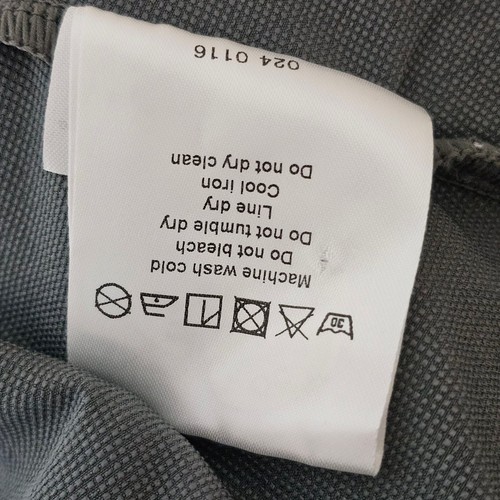 30
Machine wash cold
Do not bleach
Do not tumble dry
Line dry
Cool iron
Do not dry clean
024 0116